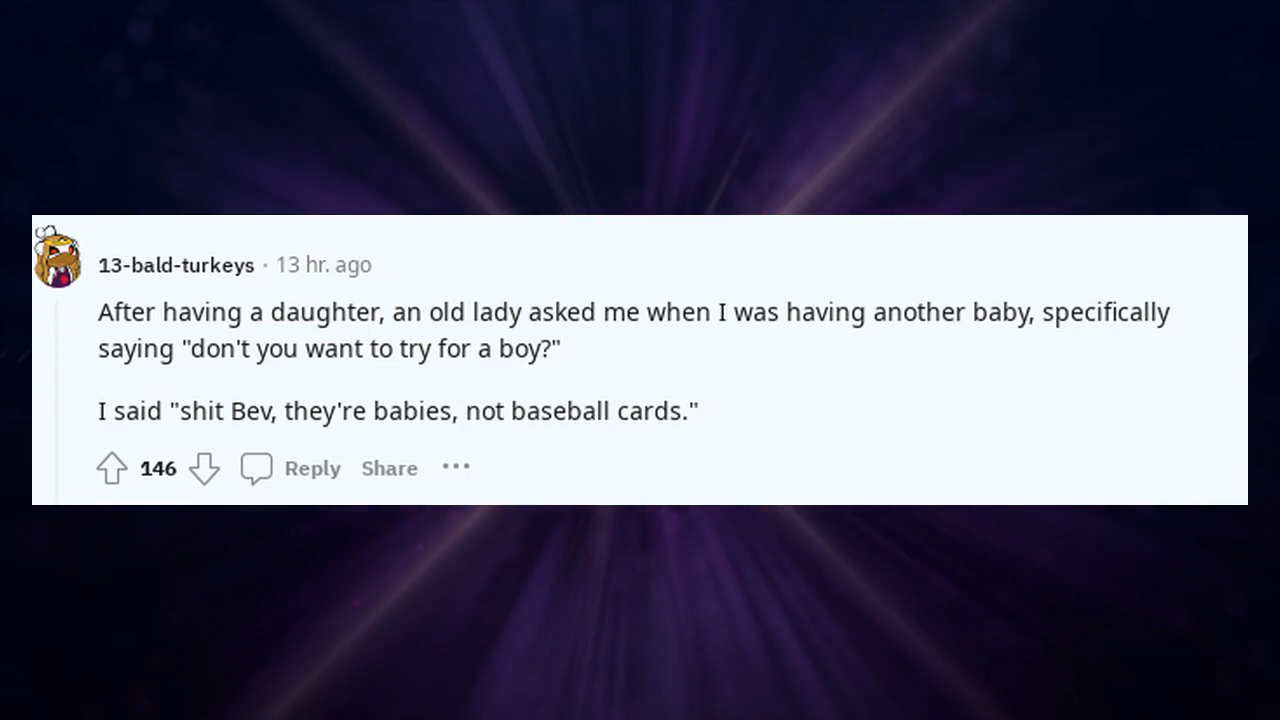 13-bald-turkeys · 13 hr. ago
After having a daughter, an old lady asked me when I was having another baby, specifically
saying "don't you want to try for a boy?"
I said "shit Bev, they're babies, not baseball cards."
146 Reply Share ···